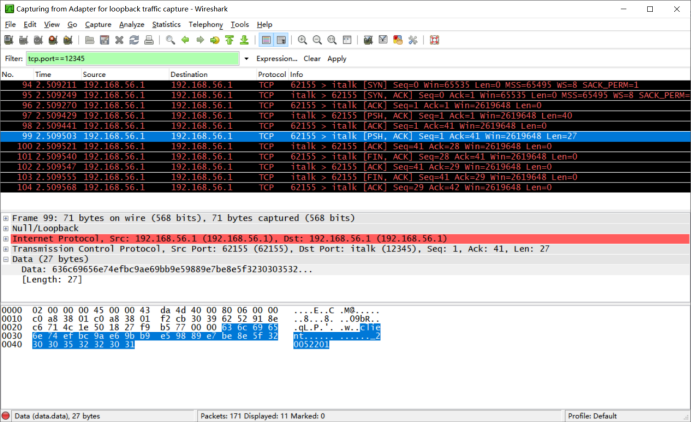 Capturing from Adapter for loopback traffic capture - Wireshark
File Edit View Go Capture Analyze Statistics Telephony Tools Help
Filter: tcp.port==12345 Expression... Clear Apply
No. Time Source Destination Protocol Info
94 2.509211 192.168.56.1 192.168.56.1 TCP 62155 > italk [SYN] Seq=0 Win=65535 Len=0 MSS=65495 WS=8 SACK_PERM=1
95 2.509249 192.168.56.1 192.168.56.1 TCP italk > 62155 [SYN, ACK] Seq=0 Ack=1 Win=65535 Len=0 MSS=65495 WS=8 SACK_PERM=
96 2.509270 192.168.56.1 192.168.56.1 TCP 62155 > italk [ACK] Seq=1 Ack=1 Win=2619648 Len=0
97 2.509429 192.168.56.1 192.168.56.1 TCP italk > 62155 [PSH, ACK] Seq=1 Ack=1 Win=2619648 Len=40
98 2.509441 192.168.56.1 192.168.56.1 TCP 62155 > italk [ACK] Seq=1 Ack=41 Win=2619648 Len=0
99 2.509503 192.168.56.1 192.168.56.1 TCP 62155 > italk [PSH, ACK] Seq=1 Ack=41 Win=2619648 Len=27
100 2.509521 192.168.56.1 192.168.56.1 TCP italk > 62155 [ACK] Seq=41 Ack=28 Win=2619648 Len=0
101 2.509540 192.168.56.1 192.168.56.1 TCP 62155 > italk [FIN, ACK] Seq=28 Ack=41 Win=2619648 Len=0
102 2.509547 192.168.56.1 192.168.56.1 TCP italk > 62155 [ACK] Seq=41 Ack=29 Win=2619648 Len=0
103 2.509555 192.168.56.1 192.168.56.1 TCP italk > 62155 [FIN, ACK] Seq=41 Ack=29 Win=2619648 Len=0
104 2.509568 192.168.56.1 192.168.56.1 TCP 62155 > italk [ACK] Seq=29 Ack=42 Win=2619648 Len=0
Frame 99: 71 bytes on wire (568 bits), 71 bytes captured (568 bits)
Null/Loopback
Internet Protocol, Src: 192.168.56.1 (192.168.56.1), Dst: 192.168.56.1 (192.168.56.1)
Transmission Control Protocol, Src Port: 62155 (62155), Dst Port: italk (12345), Seq: 1, Ack: 41, Len: 27
Data (27 bytes)
Data: 636c69656e74efbc9ae69bb9e59889e7be8e5f3230303532...
[Length: 27]
0000 02 00 00 00 45 00 00 43 da 4d 40 00 80 06 00 00 ....E..C .M@.....
0010 c0 a8 38 01 c0 a8 38 01 f2 cb 30 39 62 52 91 8e ..8...8. ..09bR..
0020 c6 71 4c 1e 50 18 27 f9 b5 77 00 00 63 6c 69 65 .qL.P.'. .w..clie
0030 6e 74 ef bc 9a e6 9b b9 e5 98 89 e7 be 8e 5f 32 nt...... ......_2
0040 30 30 35 32 32 30 31 0052201
Data (data.data), 27 bytes Packets: 171 Displayed: 11 Marked: 0 Profile: Default